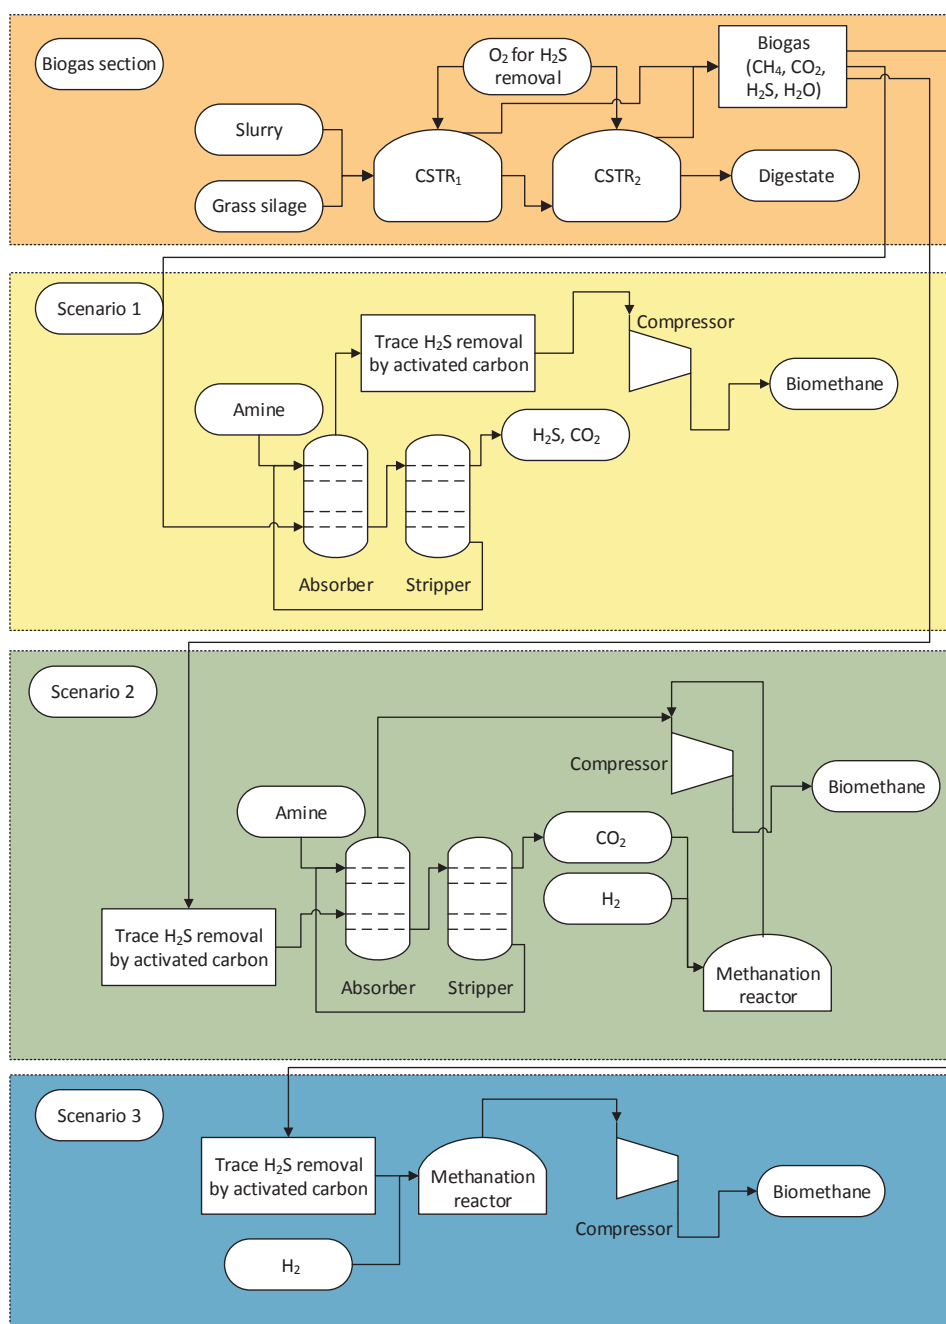 Biogas section
O₂ for H₂S
removal
Biogas
(CH₄, CO₂,
H₂S, H₂O)
Slurry
Grass silage
CSTR₁
CSTR₂
Digestate
Scenario 1
Trace H₂S removal
by activated carbon
Compressor
Biomethane
Amine
H₂S, CO₂
Absorber
Stripper
Scenario 2
Compressor
Biomethane
Amine
CO₂
H₂
Trace H₂S removal
by activated carbon
Absorber
Stripper
Methanation
reactor
Scenario 3
Trace H₂S removal
by activated carbon
Methanation
reactor
Biomethane
Compressor
H₂